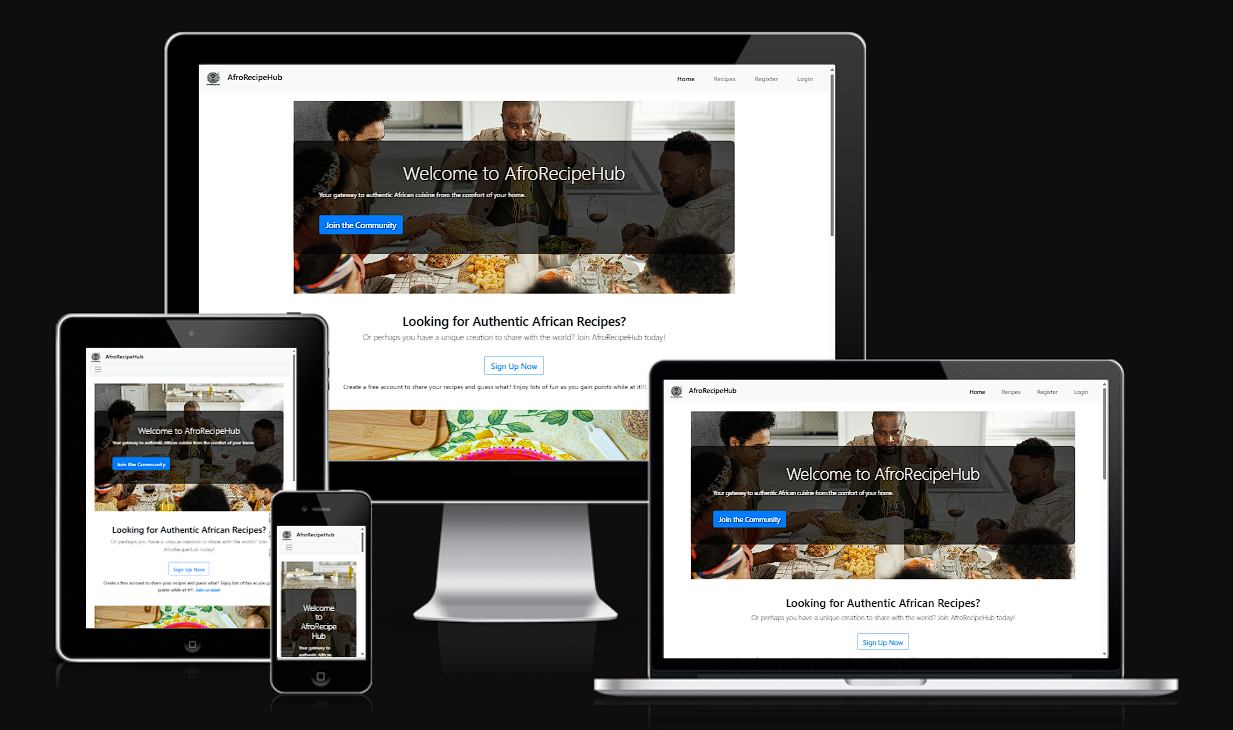 AfroRecipeHub
Home Recipes Register Login
Welcome to AfroRecipeHub
Your gateway to authentic African cuisine from the comfort of your home.
Join the Community
Looking for Authentic African Recipes?
Or perhaps you have a unique creation to share with the world? Join AfroRecipeHub today!
Sign Up Now
Create a free account to share your recipes and guess what? Enjoy lots of fun as you gain points while at it!!!.
AfroRecipeHub
Welcome to AfroRecipeHub
Your gateway to authentic African cuisine from the comfort of your home.
Join the Community
Looking for Authentic African Recipes?
Or perhaps you have a unique creation to share with the world? Join
AfroRecipeHub today!
Sign Up Now
Create a free account to share your recipes and guess what? Enjoy lots of fun as you
points while at it!!!. Join us now!
AfroRecipeHub
Welcome
to
AfroRecipe
Hub
Your gateway to
authentic African
AfroRecipeHub
Home Recipes Register Login
Welcome to AfroRecipeHub
Your gateway to authentic African cuisine from the comfort of your home.
Join the Community
Looking for Authentic African Recipes?
Or perhaps you have a unique creation to share with the world? Join AfroRecipeHub today!
Sign Up Now